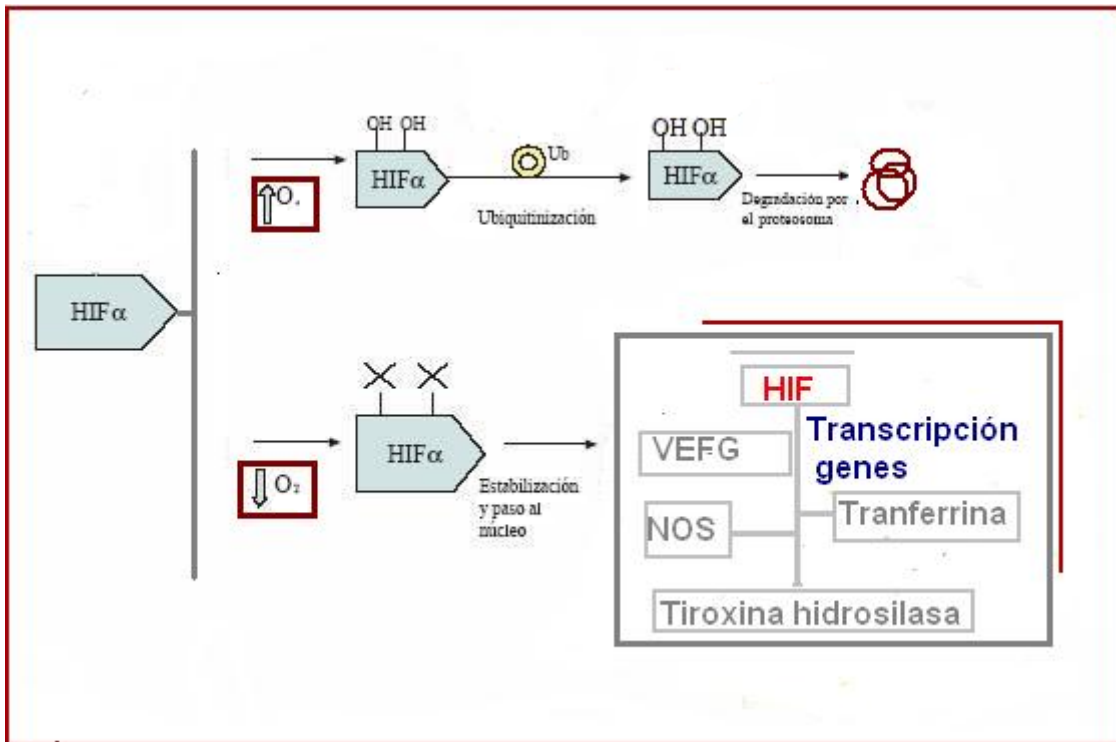 HIFα
O
OH OH
HIFα
Ub
Ubiquitinización
OH OH
HIFα
Degradación por
el proteosoma
O₂
HIFα
Estabilización
y paso al
núcleo
HIF
Transcripción
genes
VEFG
NOS
Tranferrina
Tiroxina hidrosilasa